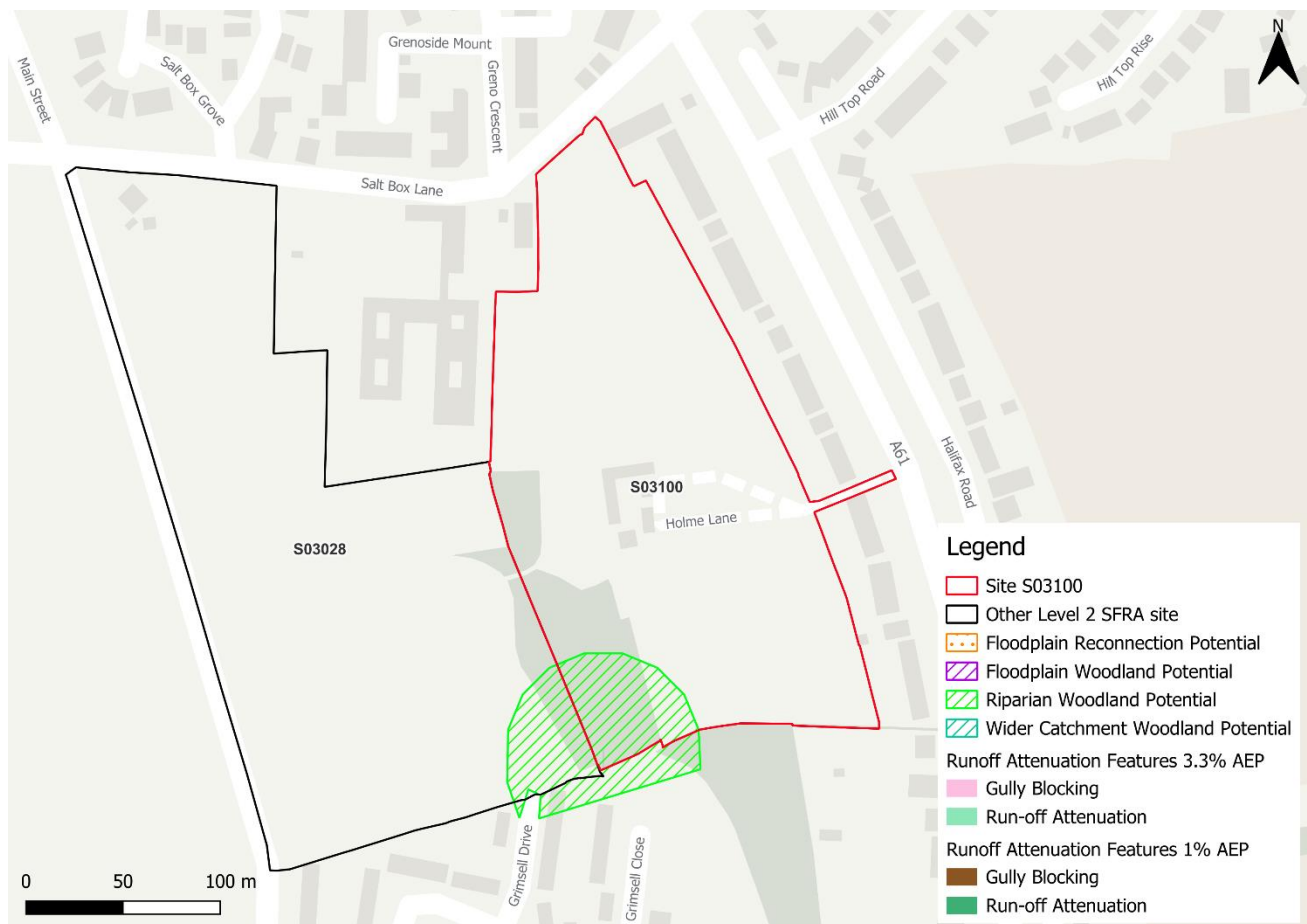 Grenoside Mount
N
Main Street
Salt Box Grove
Greno Crescent
Hill Top Road
Hill Top Rise
Salt Box Lane
S03100
A61
Halifax Road
Holme Lane
S03028
Grimsell Drive
Grimsell Close
0 50 100 m
Legend
Site S03100
Other Level 2 SFRA site
Floodplain Reconnection Potential
Floodplain Woodland Potential
Riparian Woodland Potential
Wider Catchment Woodland Potential
Runoff Attenuation Features 3.3% AEP
Gully Blocking
Run-off Attenuation
Runoff Attenuation Features 1% AEP
Gully Blocking
Run-off Attenuation